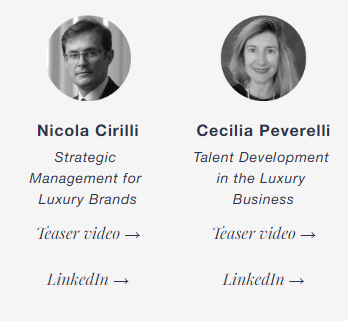 Nicola Cirilli
Strategic
Management for
Luxury Brands
Teaser video →
LinkedIn →
Cecilia Peverelli
Talent Development
in the Luxury
Business
Teaser video →
LinkedIn →